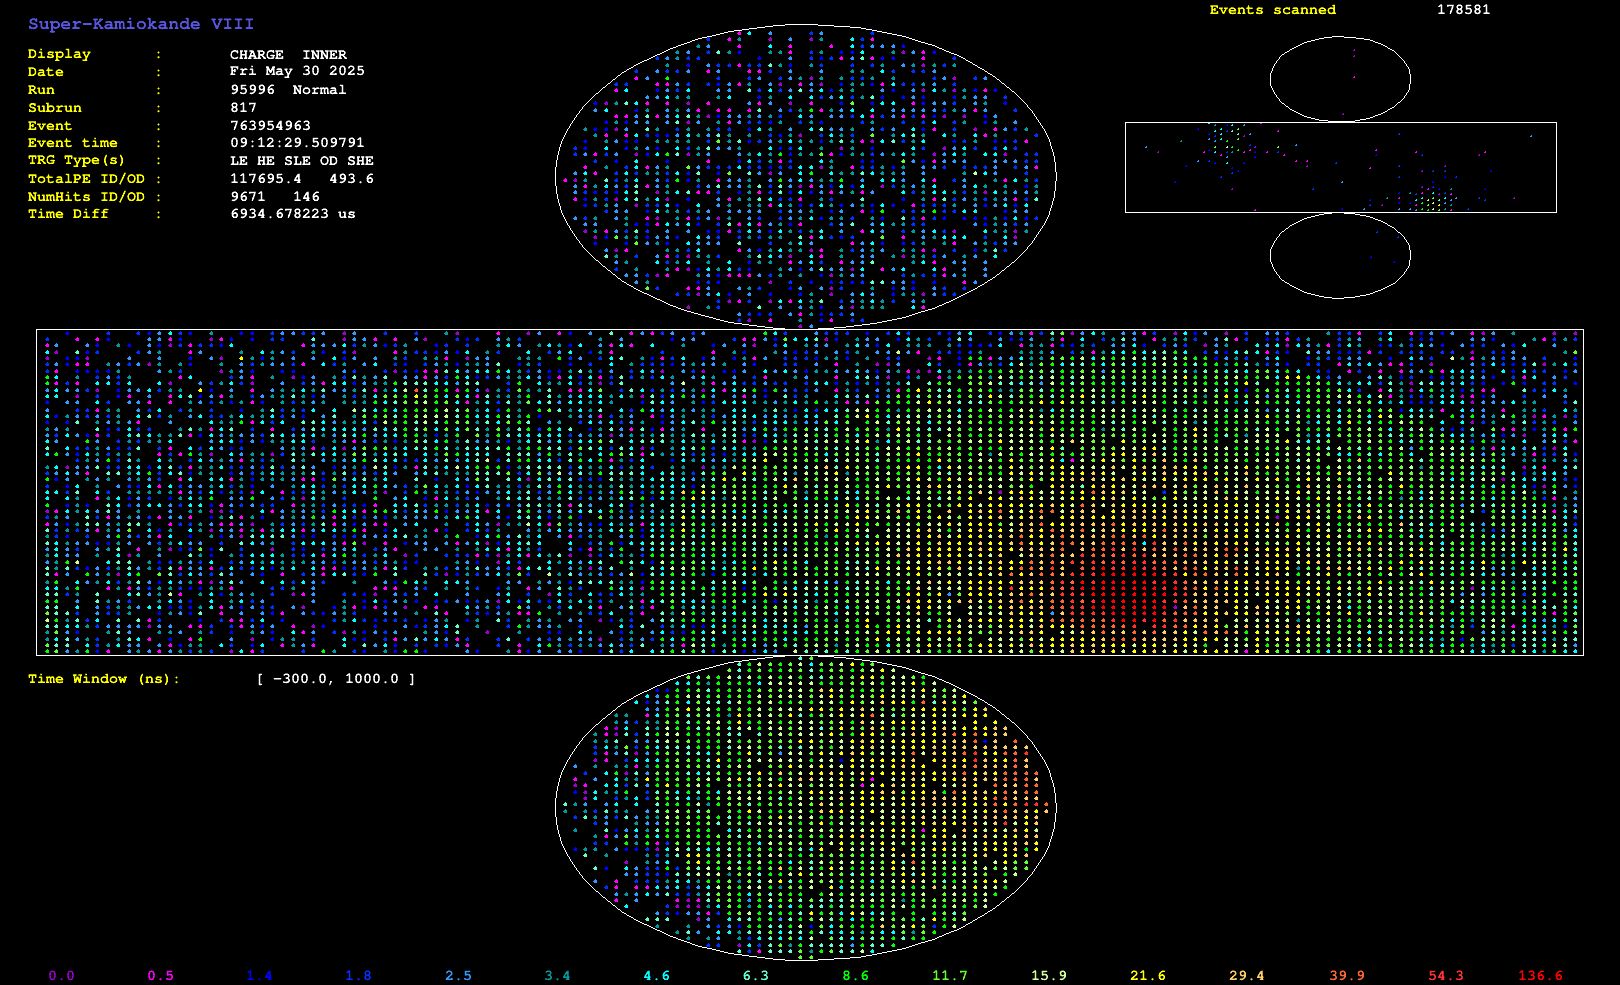 Super-Kamiokande VIII
Events scanned 178581
Display : CHARGE INNER
Date : Fri May 30 2025
Run : 95996 Normal
Subrun : 817
Event : 763954963
Event time : 09:12:29.509791
TRG Type(s) : LE HE SLE OD SHE
TotalPE ID/OD : 117695.4 493.6
NumHits ID/OD : 9671 146
Time Diff : 6934.678223 us
Time Window (ns): [ -300.0, 1000.0 ]
0.0 0.5 1.4 1.8 2.5 3.4 4.6 6.3 8.6 11.7 15.9 21.6 29.4 39.9 54.3 136.6